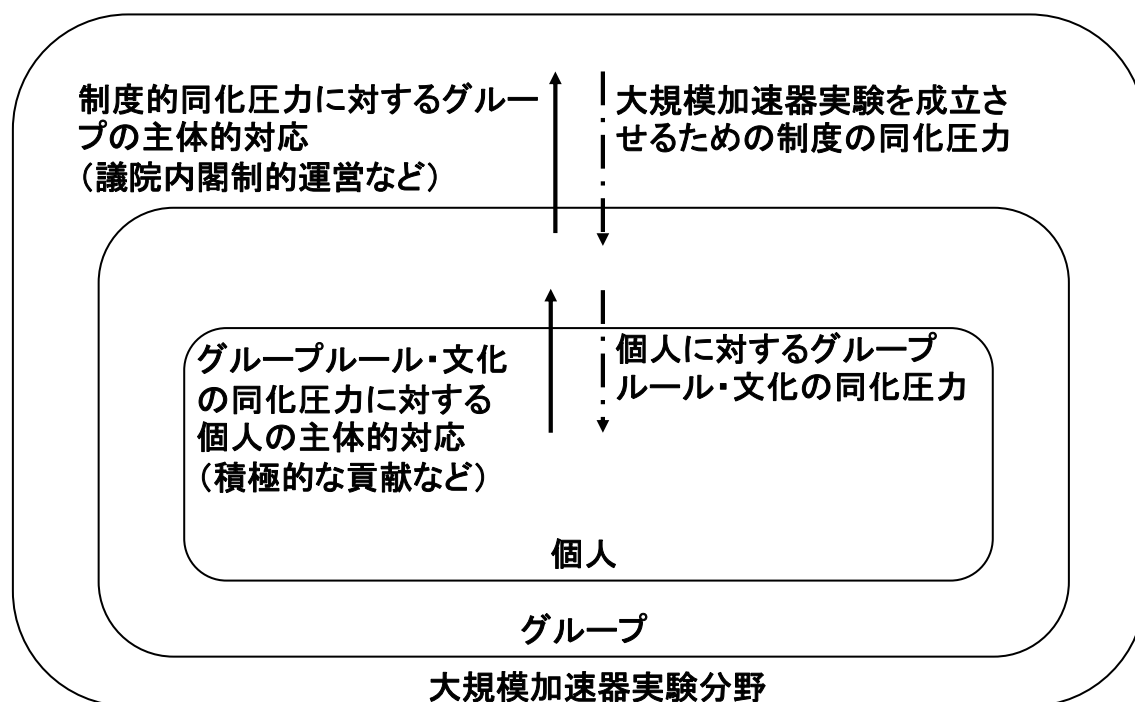 制度的同化圧力に対するグルー
プの主体的対応
（議院内閣制的運営など）
大規模加速器実験を成立さ
せるための制度の同化圧力
グループルール・文化
の同化圧力に対する
個人の主体的対応
（積極的な貢献など）
個人に対するグループ
ルール・文化の同化圧力
個人
グループ
大規模加速器実験分野